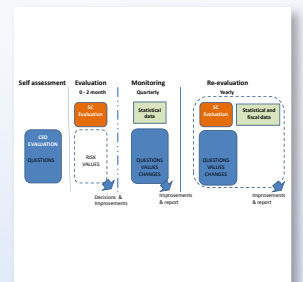 Self assessment
Evaluation
Monitoring
Re-evaluation
0 - 2 month
Quarterly
Yearly
SC
Evaluation
Statistical
data
SC
Evaluation
Statistical and
fiscal data
CEO
EVALUATION
QUESTIONS
RISK
VALUES
QUESTIONS
VALUES
CHANGES
QUESTIONS
VALUES
CHANGES
Decisions &
Improvements
Improvements
& report
Improvements
& report